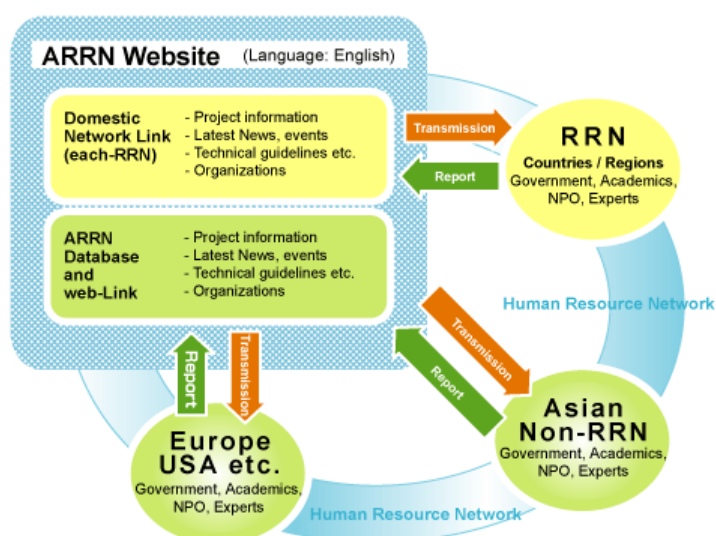 ARRN Website (Language: English)
Domestic
Network Link
(each-RRN)
- Project information
- Latest News, events
- Technical guidelines etc.
- Organizations
ARRN
Database
and
web-Link
- Project information
- Latest News, events
- Technical guidelines etc.
- Organizations
Transmission
Report
RRN
Countries / Regions
Government, Academics,
NPO, Experts
Human Resource Network
Transmission
Report
Asian
Non-RRN
Government, Academics,
NPO, Experts
Report
Transmission
Europe
USA etc.
Government, Academics,
NPO, Experts
Human Resource Network